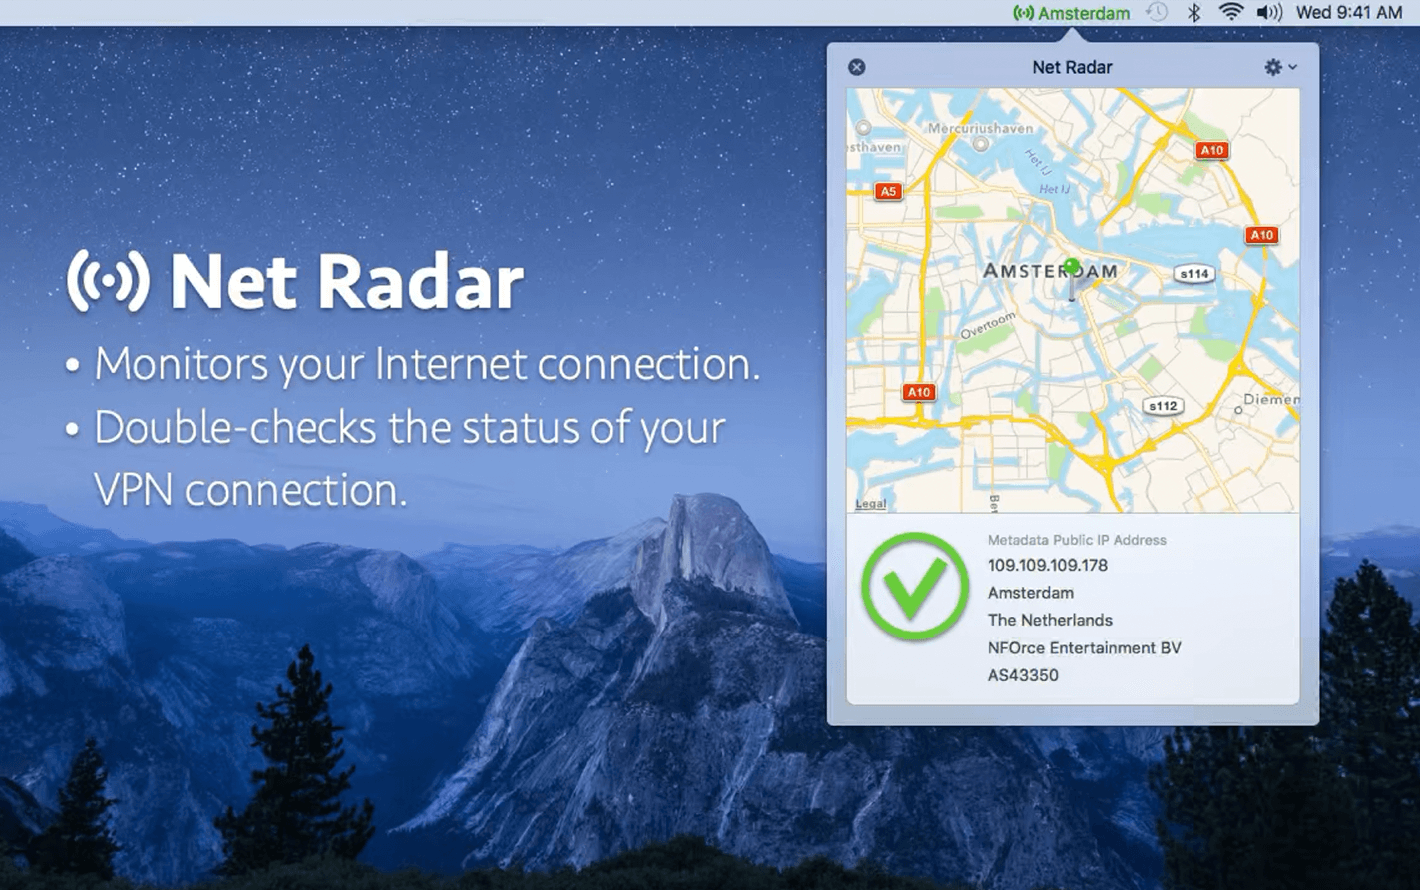 Amsterdam
Wed 9:41 AM
Net Radar
Mercuriushaven
esthaven
Het IJ
Het IJ
A10
A5
A10
AMSTERDAM
s114
Overtoom
A10
s112
Diemen
Legal
Be
((·)) Net Radar
• Monitors your Internet connection.
• Double-checks the status of your
VPN connection.
Metadata Public IP Address
109.109.109.178
Amsterdam
The Netherlands
NFOrce Entertainment BV
AS43350